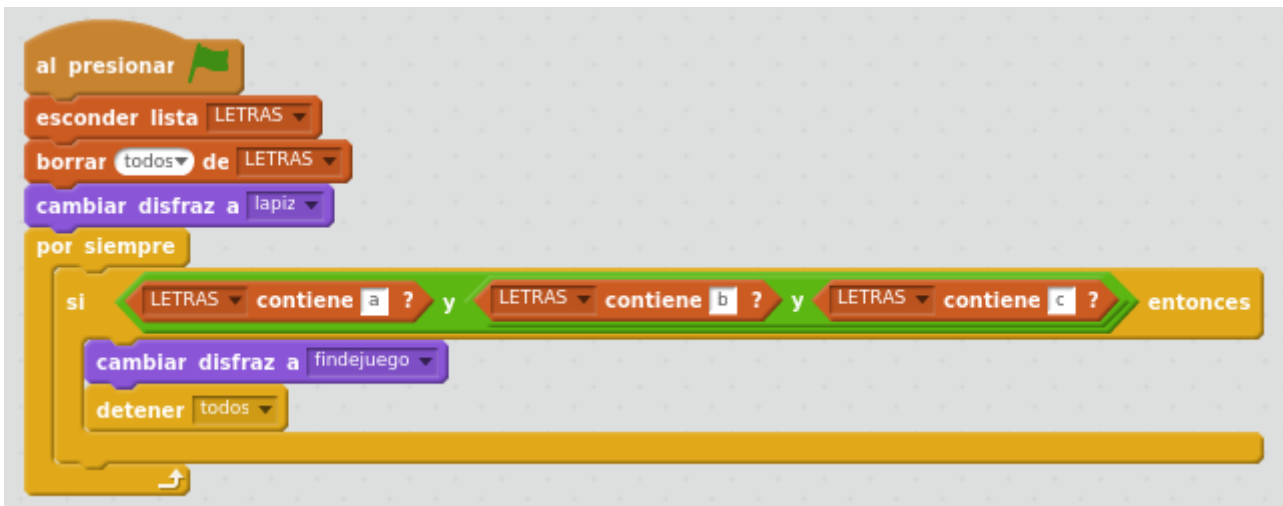 al presionar
esconder lista LETRAS
borrar todos de LETRAS
cambiar disfraz a lapiz
por siempre
si LETRAS contiene a ? y LETRAS contiene b ? y LETRAS contiene c ? entonces
cambiar disfraz a findejuego
detener todos